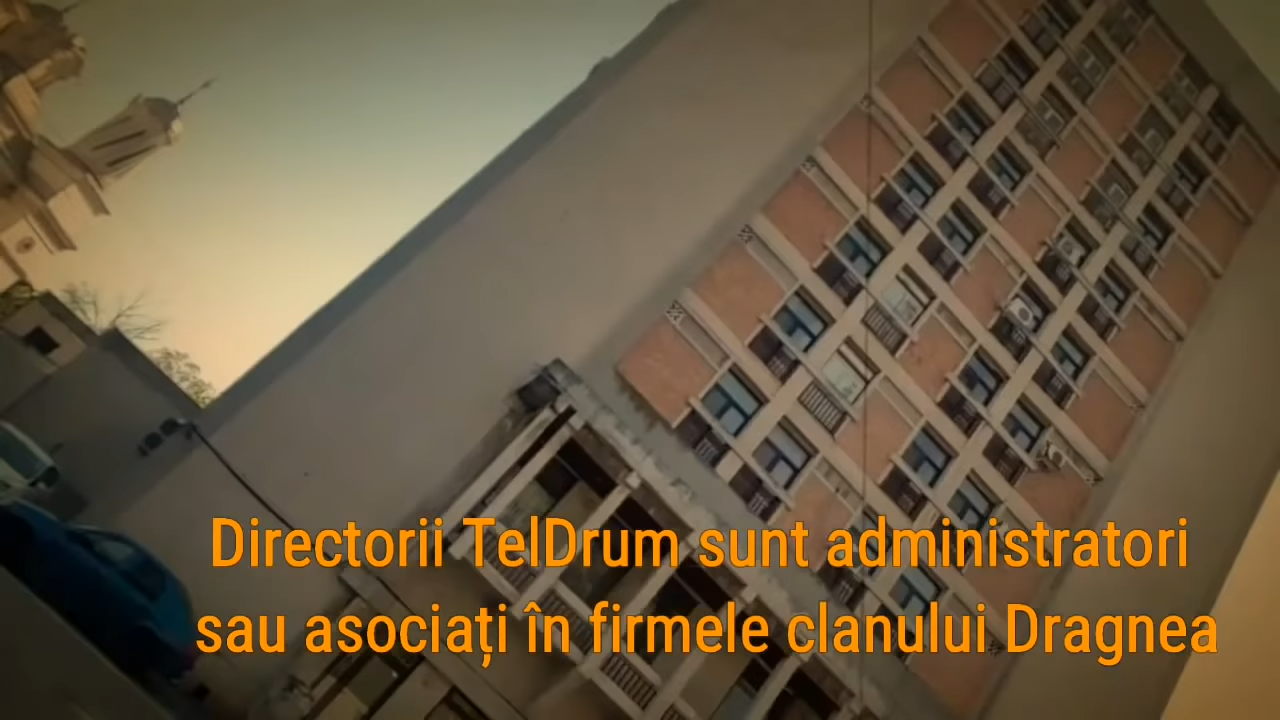 Directorii TelDrum sunt administratori
sau asociați în firmele clanului Dragnea